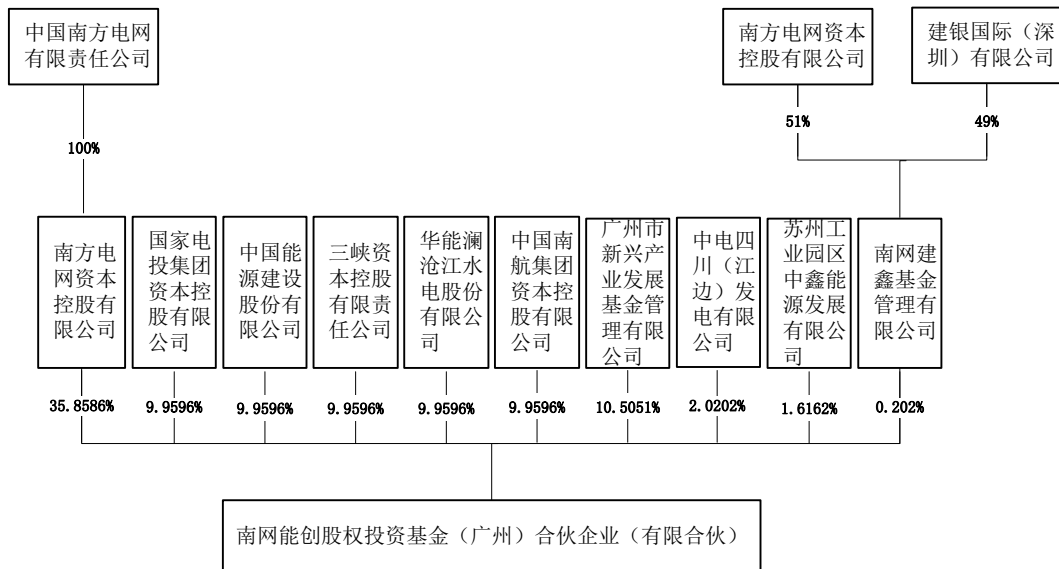 中国南方电网
有限责任公司
南方电网资本
控股有限公司
建银国际（深
圳）有限公司
100%
51%
49%
南方电
网资本
控股有
限公司
国家电
投集团
资本控
股有限
公司
中国能
源建设
股份有
限公司
三峡资
本控股
有限责
任公司
华能澜
沧江水
电股份
有限公
司
中国南
航集团
资本控
股有限
公司
广州市
新兴产
业发展
基金管
理有限
公司
中电四
川（江
边）发
电有限
公司
苏州工
业园区
中鑫能
源发展
有限公
司
南网建
鑫基金
管理有
限公司
35.8586%
9.9596%
9.9596%
9.9596%
9.9596%
9.9596%
10.5051%
2.0202%
1.6162%
0.202%
南网能创股权投资基金（广州）合伙企业（有限合伙）